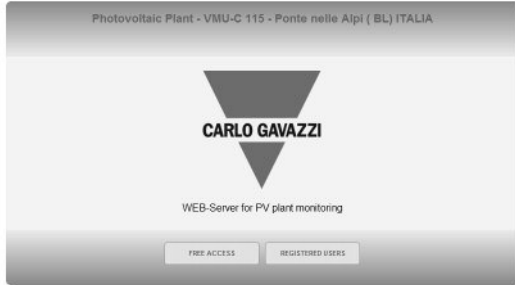 Photovoltaic Plant - VMU-C 115 - Ponte nelle Alpi ( BL) ITALIA
CARLO GAVAZZI
WEB-Server for PV plant monitoring
FREE ACCESS REGISTERED USERS